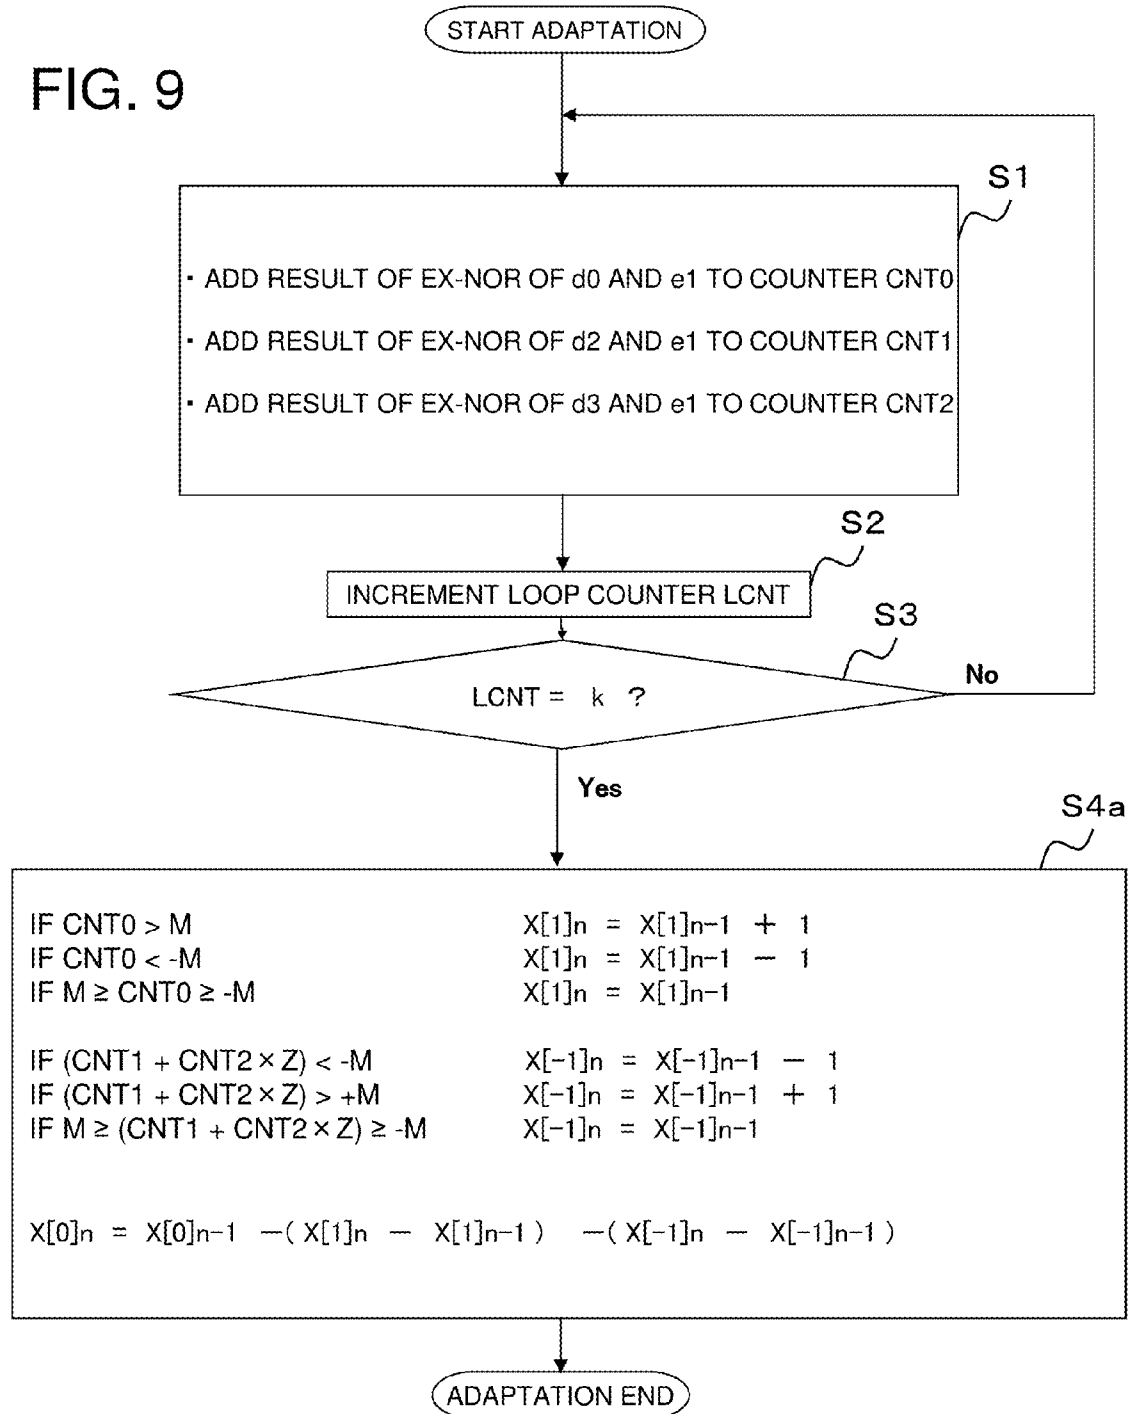 START ADAPTATION
FIG. 9
S1
· ADD RESULT OF EX-NOR OF d0 AND e1 TO COUNTER CNT0
· ADD RESULT OF EX-NOR OF d2 AND e1 TO COUNTER CNT1
· ADD RESULT OF EX-NOR OF d3 AND e1 TO COUNTER CNT2
S2
INCREMENT LOOP COUNTER LCNT
S3
LCNT = k ?
No
Yes
S4a
IF CNT0 > M X[1]n = X[1]n-1 + 1
IF CNT0 < -M X[1]n = X[1]n-1 - 1
IF M ≥ CNT0 ≥ -M X[1]n = X[1]n-1
IF (CNT1 + CNT2 × Z) < -M X[-1]n = X[-1]n-1 - 1
IF (CNT1 + CNT2 × Z) > +M X[-1]n = X[-1]n-1 + 1
IF M ≥ (CNT1 + CNT2 × Z) ≥ -M X[-1]n = X[-1]n-1
X[0]n = X[0]n-1 -( X[1]n - X[1]n-1 ) -( X[-1]n - X[-1]n-1 )
ADAPTATION END